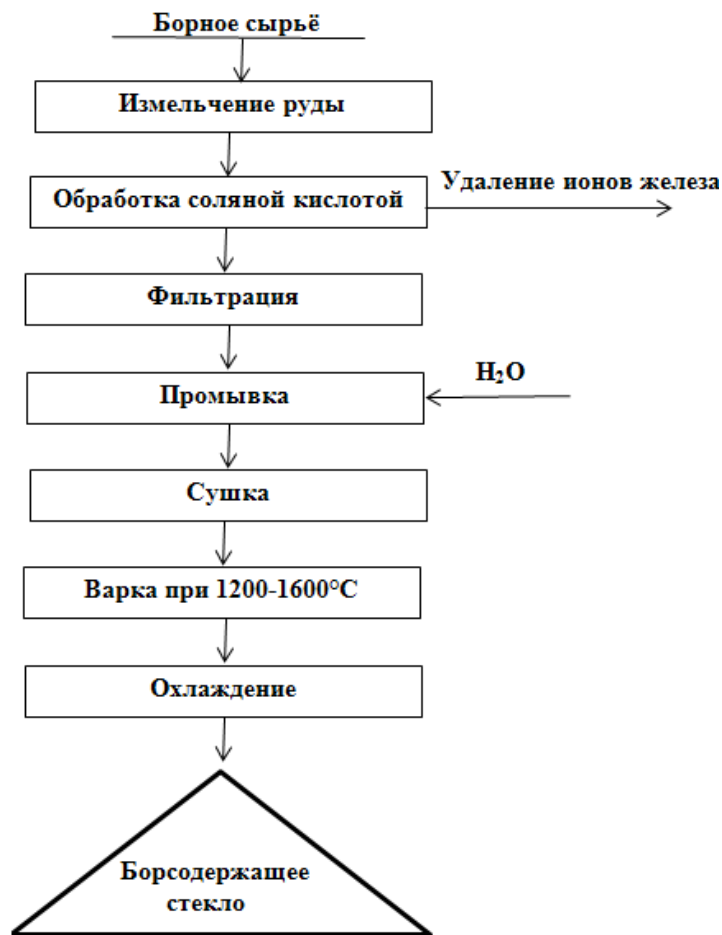 Борное сырьё
Измельчение руды
Обработка соляной кислотой
Удаление ионов железа
Фильтрация
H₂O
Промывка
Сушка
Варка при 1200-1600°С
Охлаждение
Борсодержащее
стекло